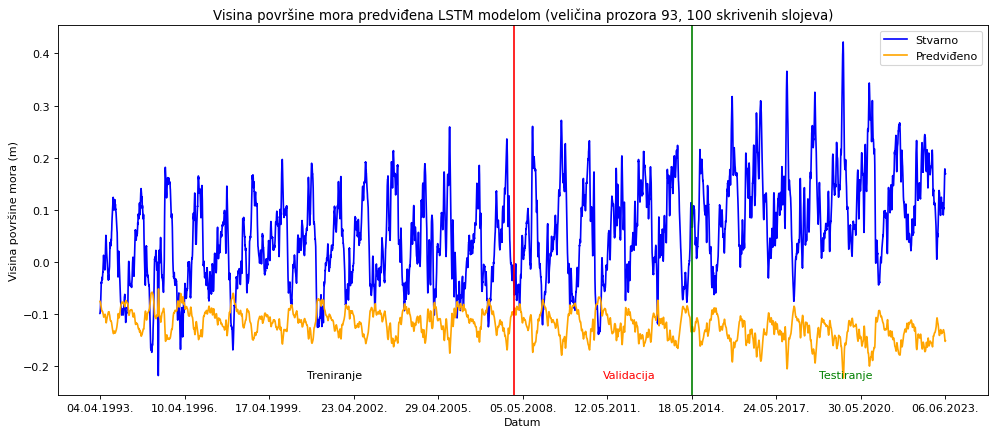 Visina površine mora predviđena LSTM modelom (veličina prozora 93, 100 skrivenih slojeva)
Stvarno
Predviđeno
Visina površine mora (m)
0.4
0.3
0.2
0.1
0.0
−0.1
−0.2
Treniranje
Validacija
Testiranje
04.04.1993.
10.04.1996.
17.04.1999.
23.04.2002.
29.04.2005.
05.05.2008.
12.05.2011.
18.05.2014.
24.05.2017.
30.05.2020.
06.06.2023.
Datum